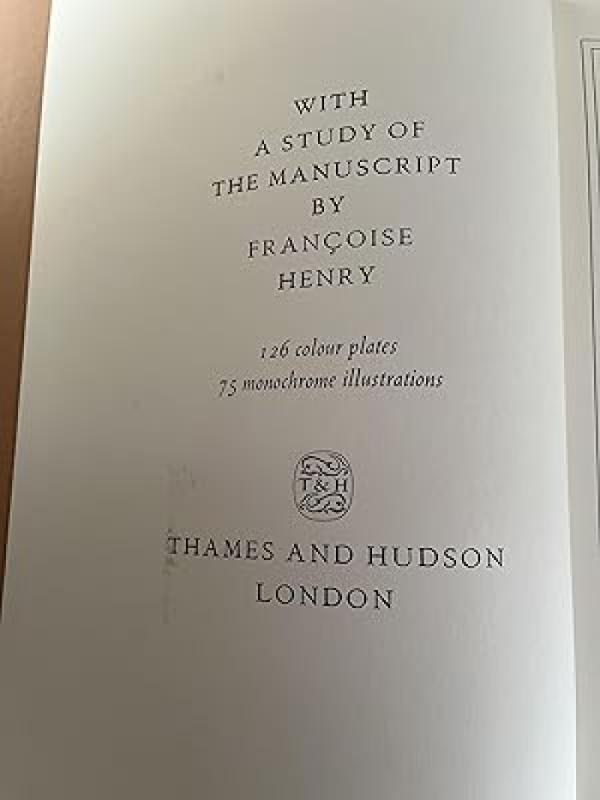 WITH
A STUDY OF
THE MANUSCRIPT
BY
FRANÇOISE
HENRY
126 colour plates
75 monochrome illustrations
T & H
THAMES AND HUDSON
LONDON